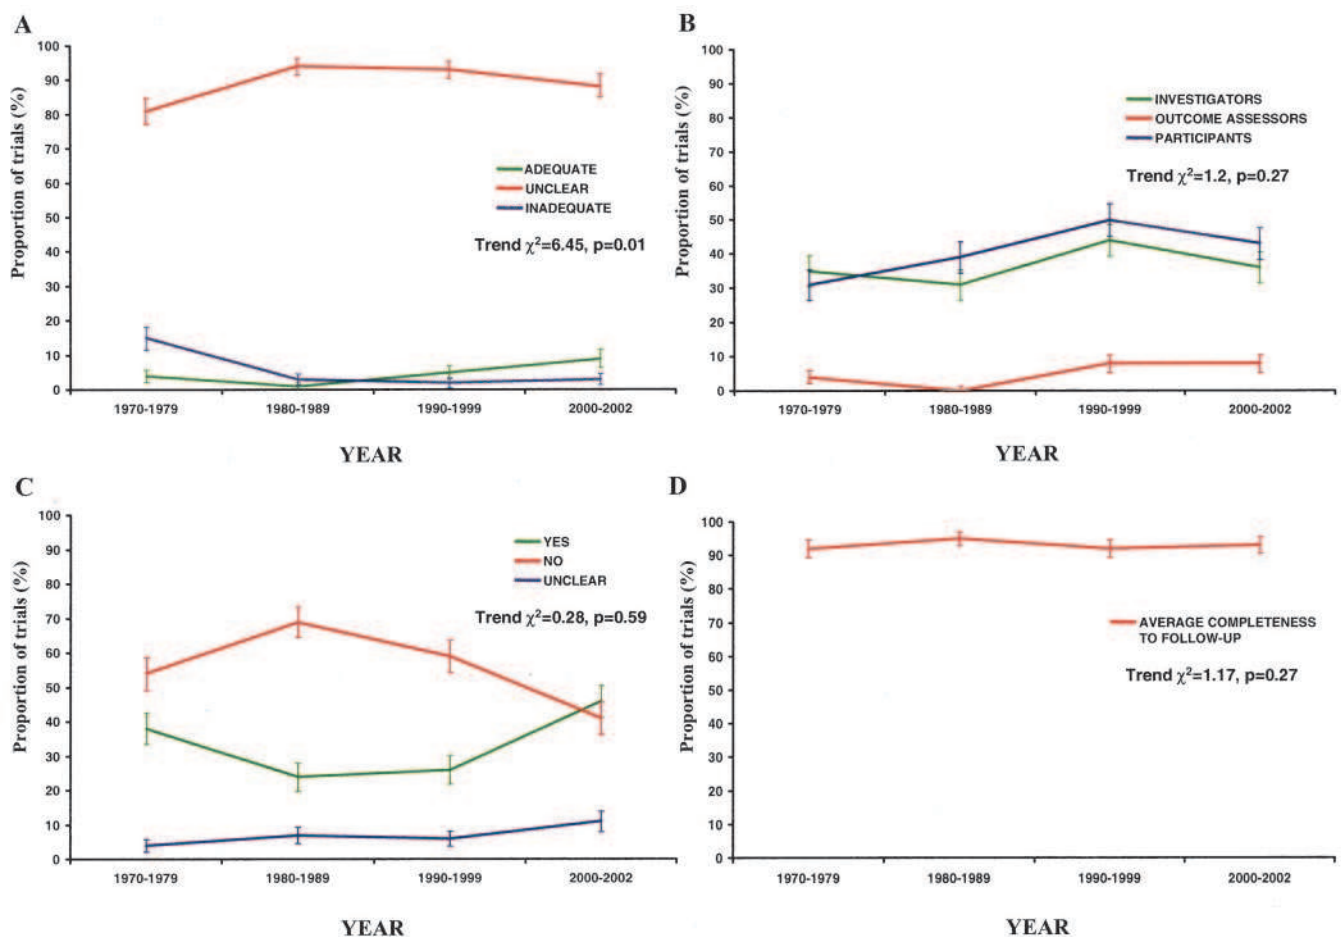 A
Proportion of trials (%)
100
90
80
70
60
50
40
30
20
10
0
ADEQUATE
UNCLEAR
INADEQUATE
Trend χ²=6.45, p=0.01
1970-1979 1980-1989 1990-1999 2000-2002
YEAR
B
Proportion of trials (%)
100
90
80
70
60
50
40
30
20
10
0
INVESTIGATORS
OUTCOME ASSESSORS
PARTICIPANTS
Trend χ²=1.2, p=0.27
1970-1979 1980-1989 1990-1999 2000-2002
YEAR
C
Proportion of trials (%)
100
90
80
70
60
50
40
30
20
10
0
YES
NO
UNCLEAR
Trend χ²=0.28, p=0.59
1970-1979 1980-1989 1990-1999 2000-2002
YEAR
D
Proportion of trials (%)
100
90
80
70
60
50
40
30
20
10
0
AVERAGE COMPLETENESS
TO FOLLOW-UP
Trend χ²=1.17, p=0.27
1970-1979 1980-1989 1990-1999 2000-2002
YEAR